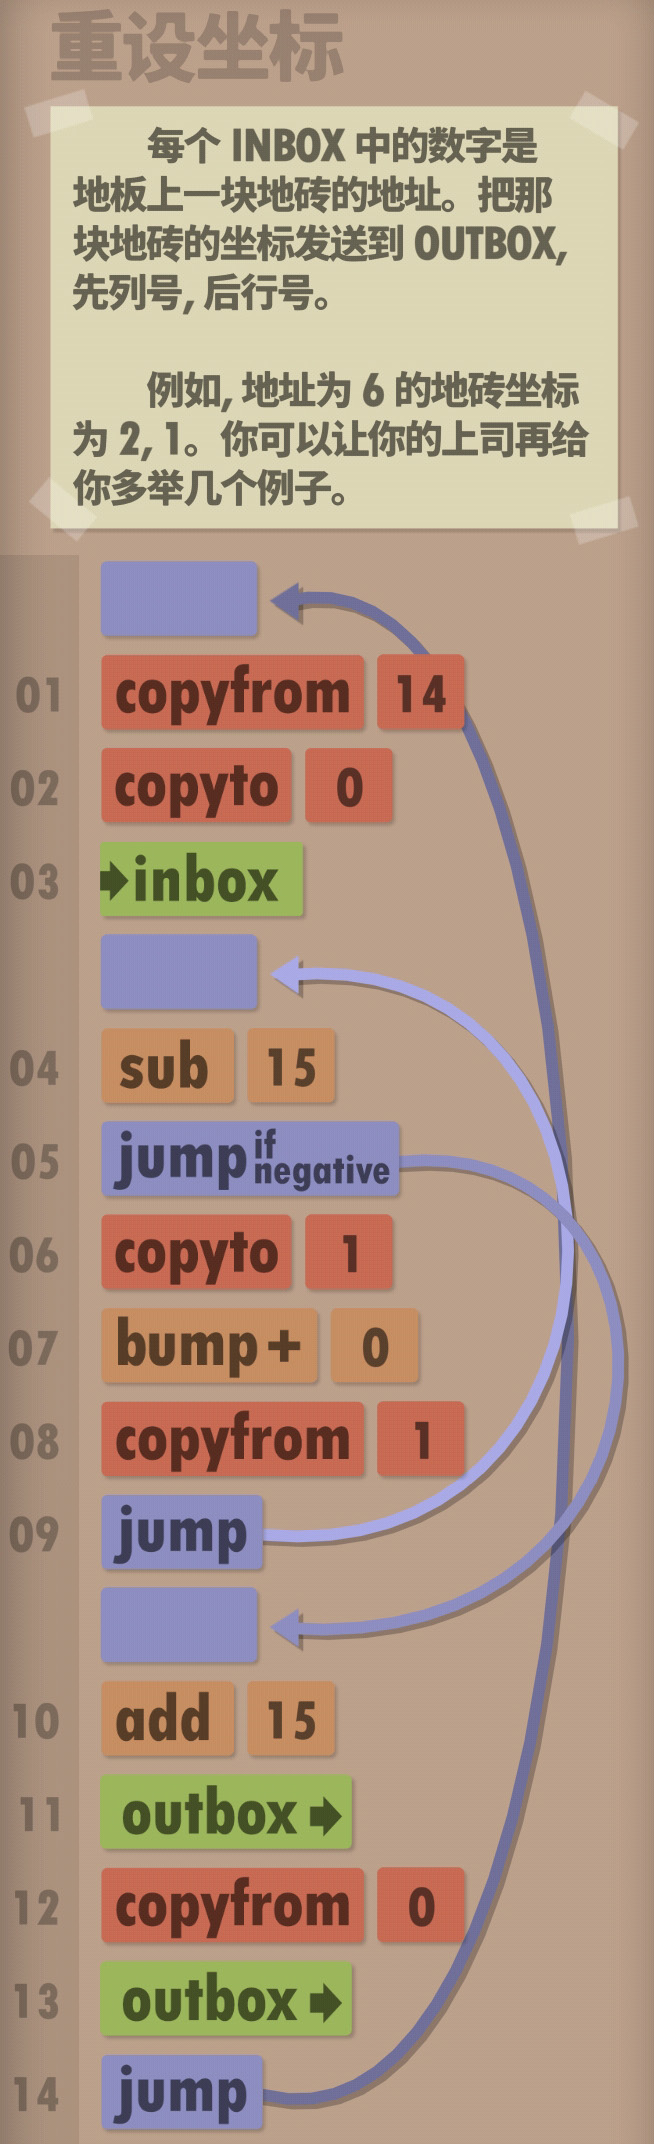 重设坐标
每个 INBOX 中的数字是
地板上一块地砖的地址。把那
块地砖的坐标发送到 OUTBOX,
先列号, 后行号。
例如, 地址为 6 的地砖坐标
为 2, 1。你可以让你的上司再给
你多举几个例子。
01 copyfrom 14
02 copyto 0
03 inbox
04 sub 15
05 jump if negative
06 copyto 1
07 bump+ 0
08 copyfrom 1
09 jump
10 add 15
11 outbox
12 copyfrom 0
13 outbox
14 jump